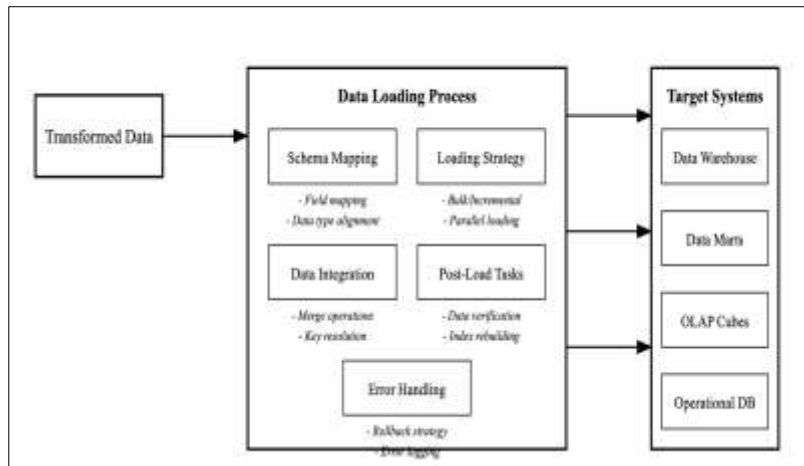 Transformed Data
Data Loading Process
Schema Mapping
- Field mapping
- Data type alignment
Loading Strategy
- Bulk/Incremental
- Parallel loading
Data Integration
- Merge operations
- Key resolution
Post-Load Tasks
- Data verification
- Index rebuilding
Error Handling
- Rollback strategy
- Error logging
Target Systems
Data Warehouse
Data Marts
OLAP Cubes
Operational DB